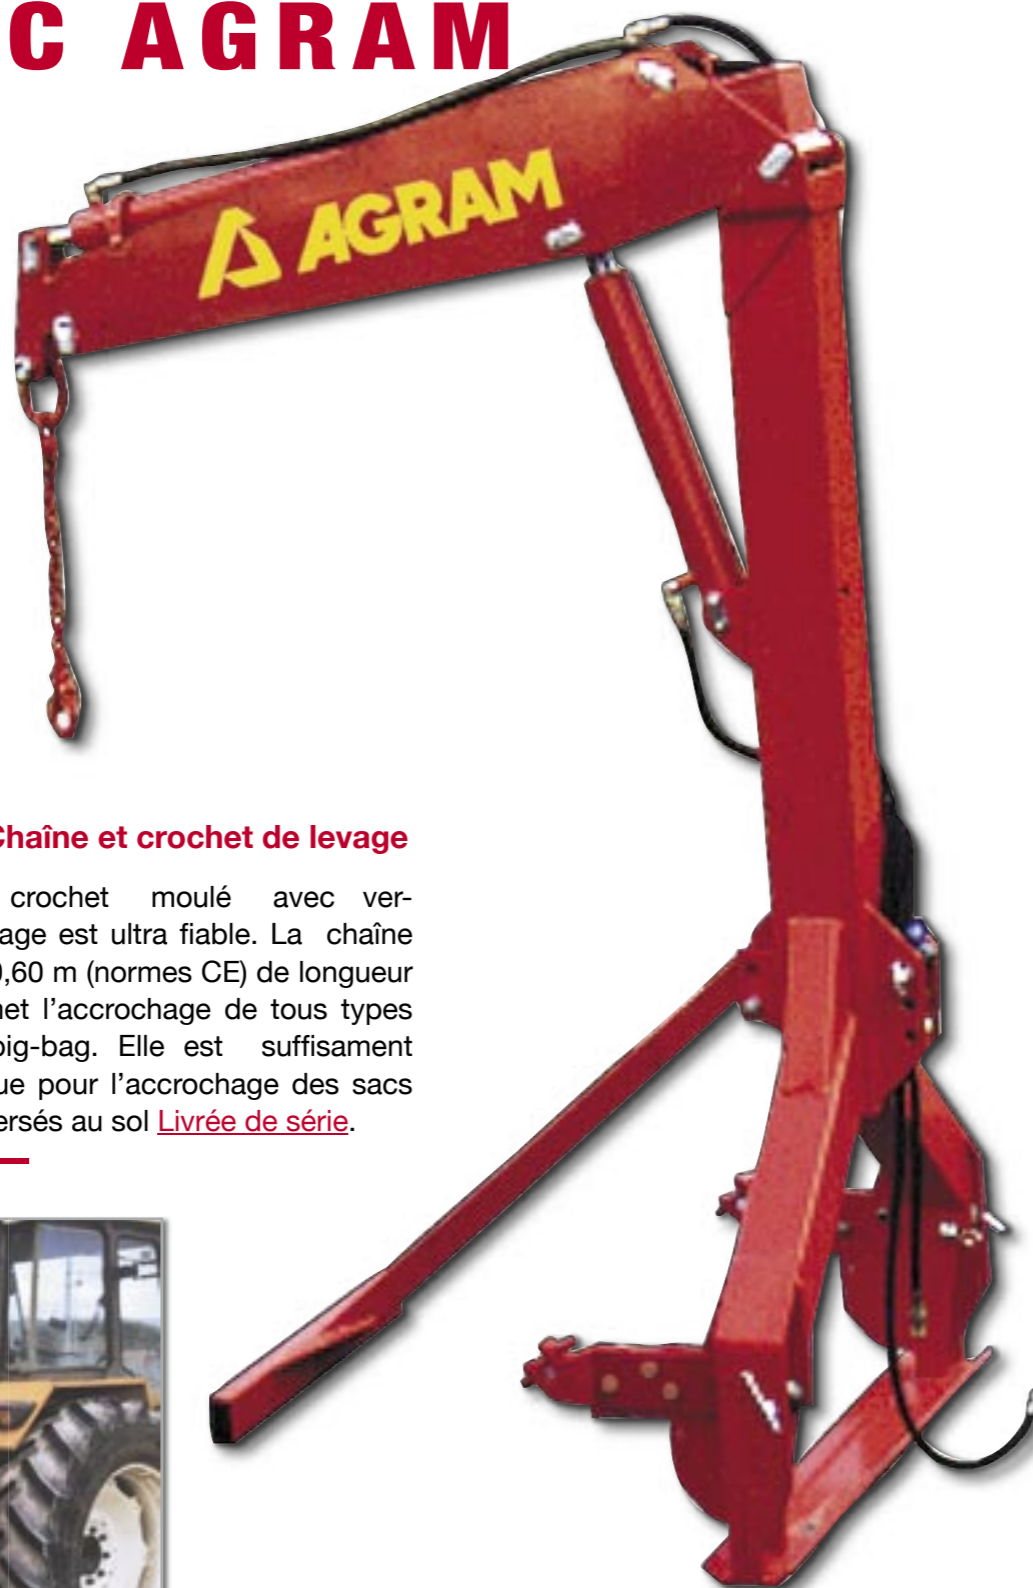 C AGRAM
AGRAM
Chaîne et crochet de levage
crochet moulé avec ver-
age est ultra fiable. La chaîne
0,60 m (normes CE) de longueur
met l'accrochage de tous types
big-bag. Elle est suffisament
ue pour l'accrochage des sacs
ersés au sol Livrée de série.